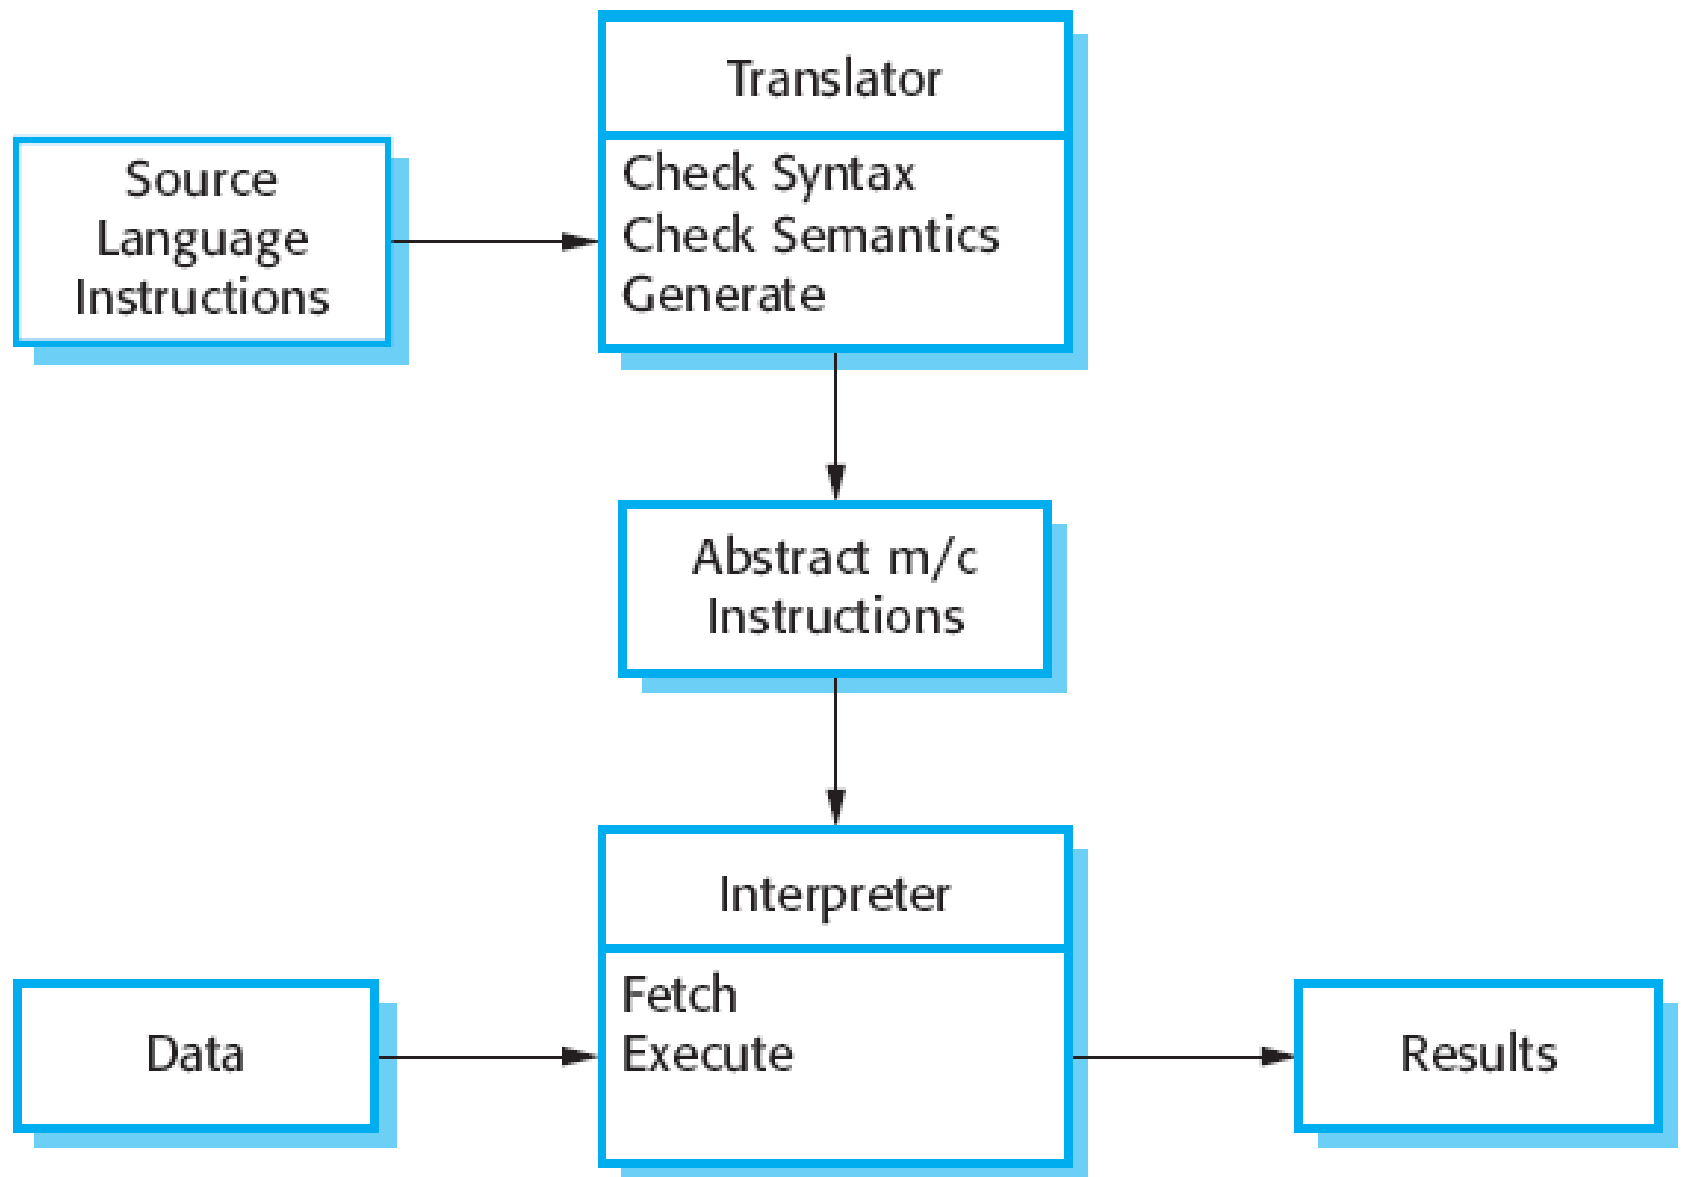 Translator
Source
Language
Instructions
Check Syntax
Check Semantics
Generate
Abstract m/c
Instructions
Interpreter
Data
Fetch
Execute
Results